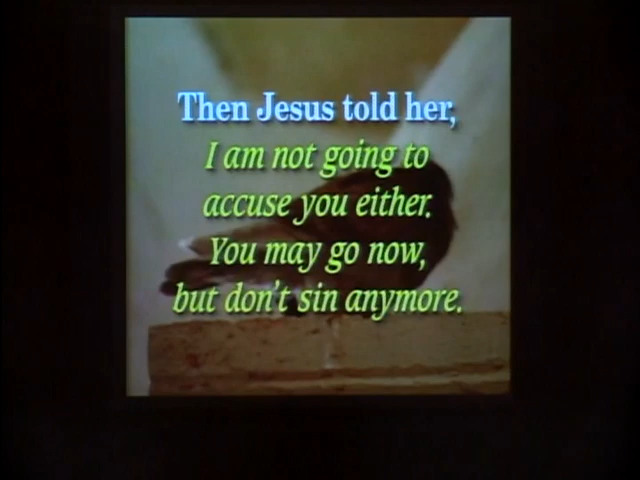 Then Jesus told her,
I am not going to
accuse you either.
You may go now,
but don't sin anymore.